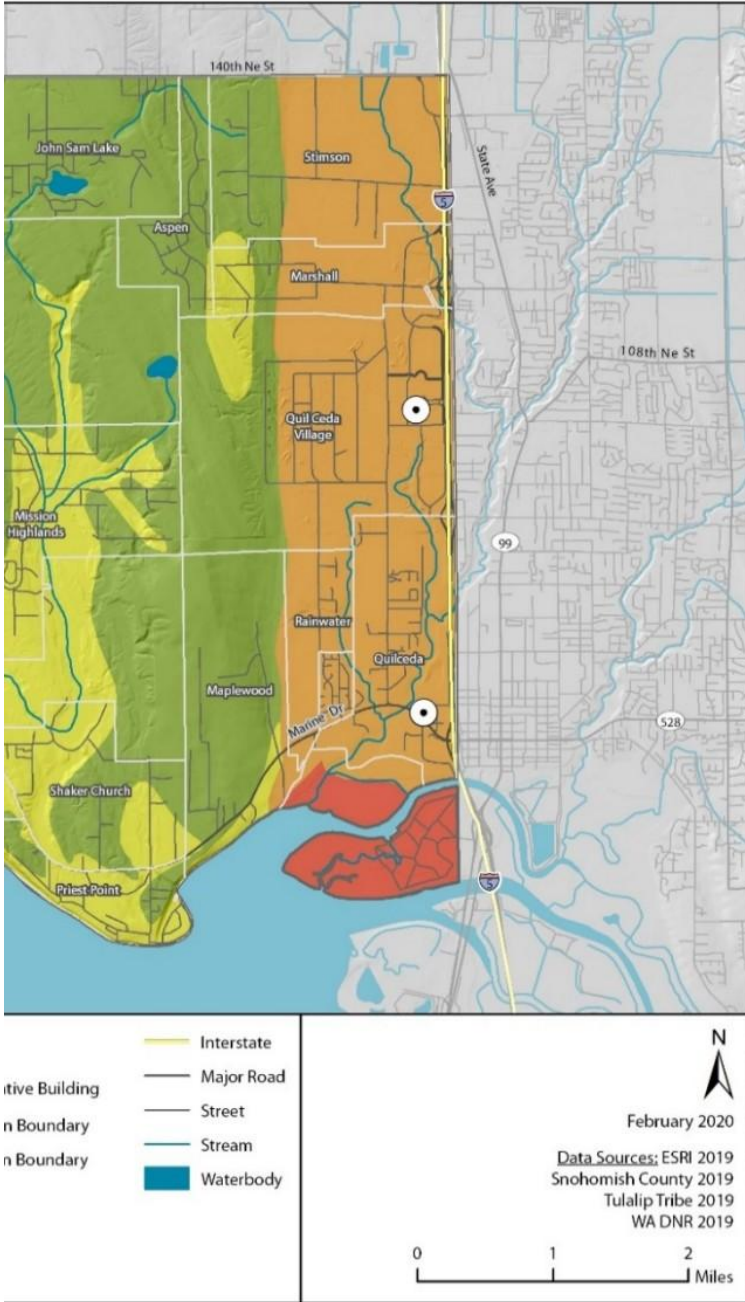 140th Ne St
John Sam Lake
Stimson
State Ave
5
Aspen
Marshall
108th Ne St
Quil Ceda
Village
Mission
Highlands
99
Rainwater
Quilceda
Maplewood
Marine Dr
528
Shaker Church
Priest Point
5
Interstate
Major Road
Street
Stream
Waterbody
tive Building
n Boundary
n Boundary
N
February 2020
Data Sources: ESRI 2019
Snohomish County 2019
Tulalip Tribe 2019
WA DNR 2019
0 1 2
Miles